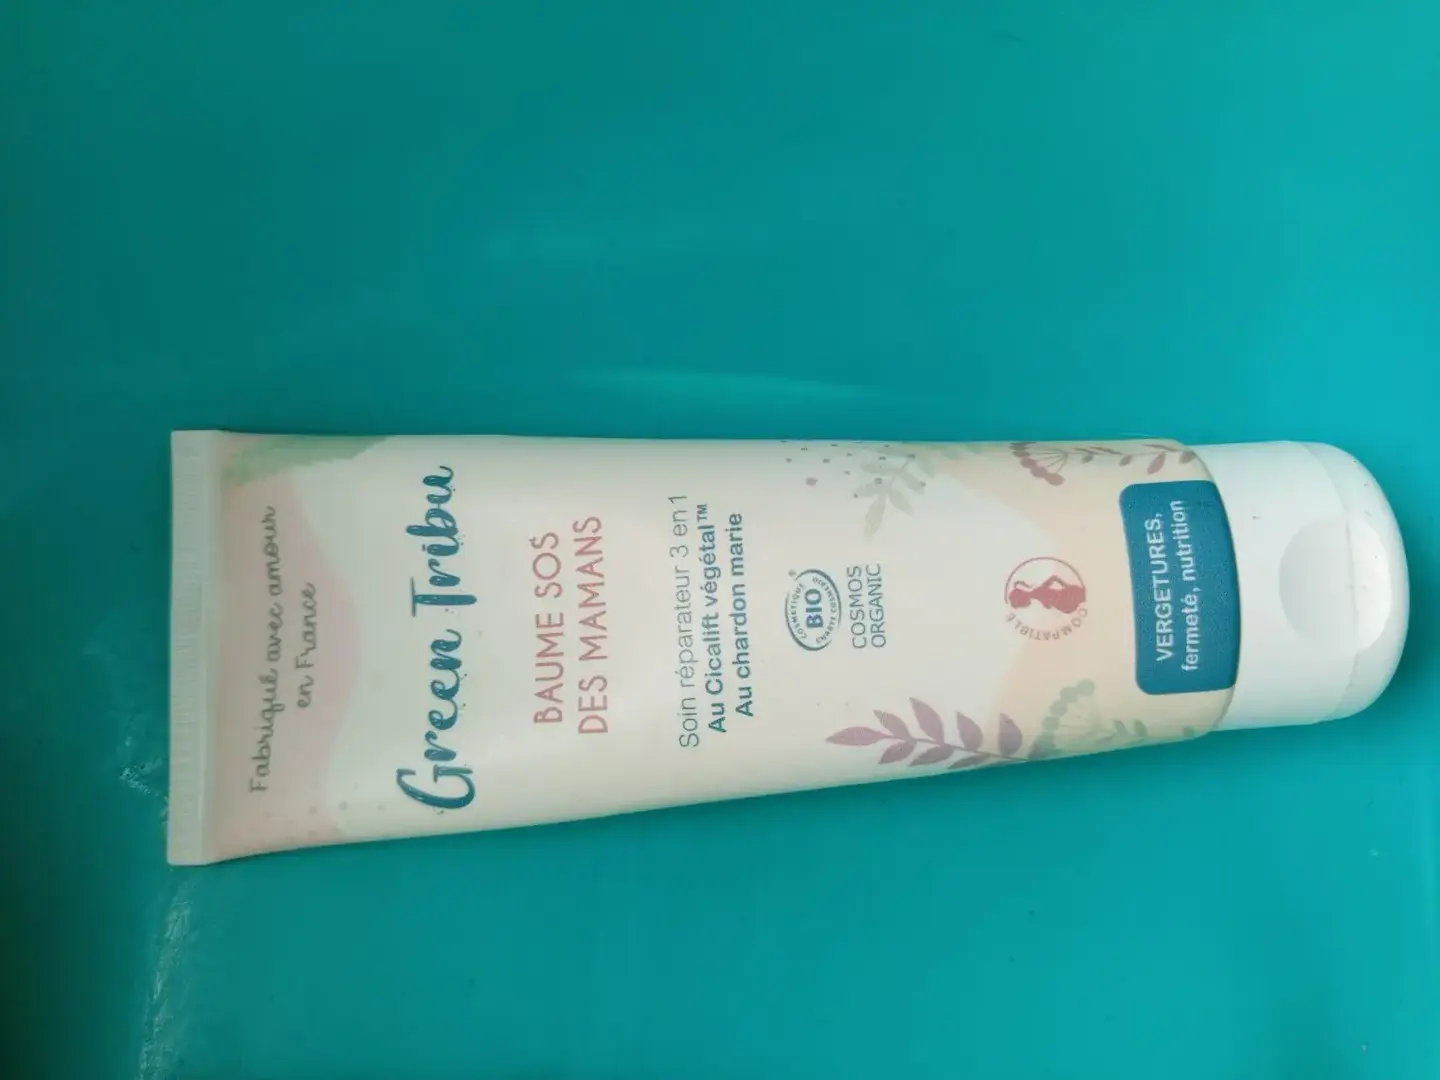 Fabriqué avec amour
en France
Green Tribu
BAUME SOS
DES MAMANS
Soin réparateur 3 en 1
Au Cicalift végétal™
Au chardon marie
COSMÉTIQUE
BIO
®
COSMOS
ORGANIC
COMPATIBLE
VERGETURES,
fermeté, nutrition